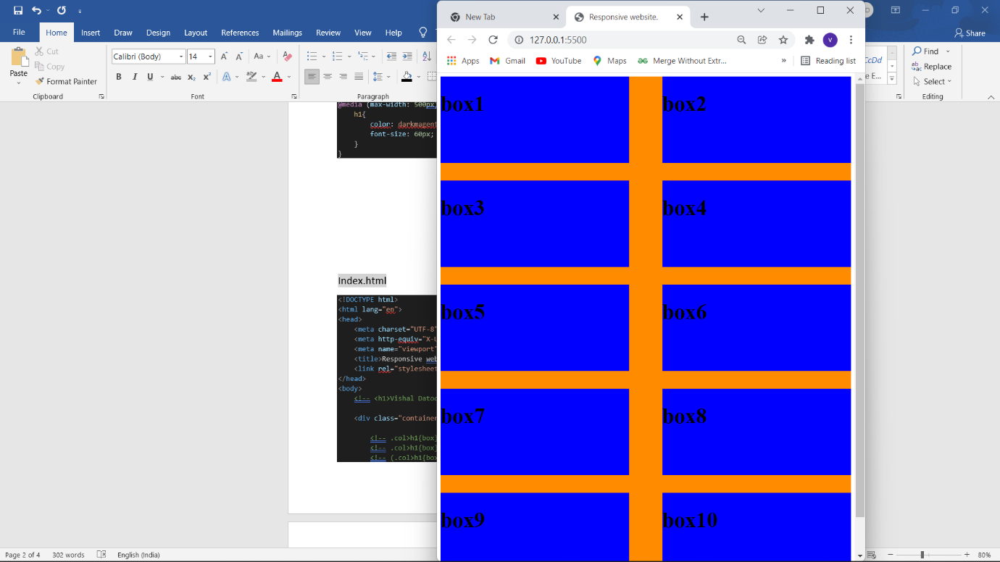 File Home Insert Draw Design Layout References Mailings Review View Help
Share
Paste Cut
Copy
Format Painter
Clipboard
Calibri (Body) 14
B I U abc x₂ x²
Font
Paragraph
Find
Replace
Select
Editing
@media (max-width: 500px)
h1{
color: darkmagent
font-size: 60px;
}
}
Index.html
<!DOCTYPE html>
<html lang="en">
<head>
<meta charset="UTF-8"
<meta http-equiv="X-U
<meta name="viewport"
<title>Responsive web
<link rel="stylesheet
</head>
<body>
<!-- <h1>Vishal Datod
<div class="container
<!-- .col>h1{box}
<!-- .col>h1{box}
<!-- (.col>h1{box
New Tab
Responsive website.
127.0.0.1:5500
V
Apps Gmail YouTube Maps Merge Without Extr... » Reading list
box1 box2
box3 box4
box5 box6
box7 box8
box9 box10
Page 2 of 4 302 words English (India)
80%